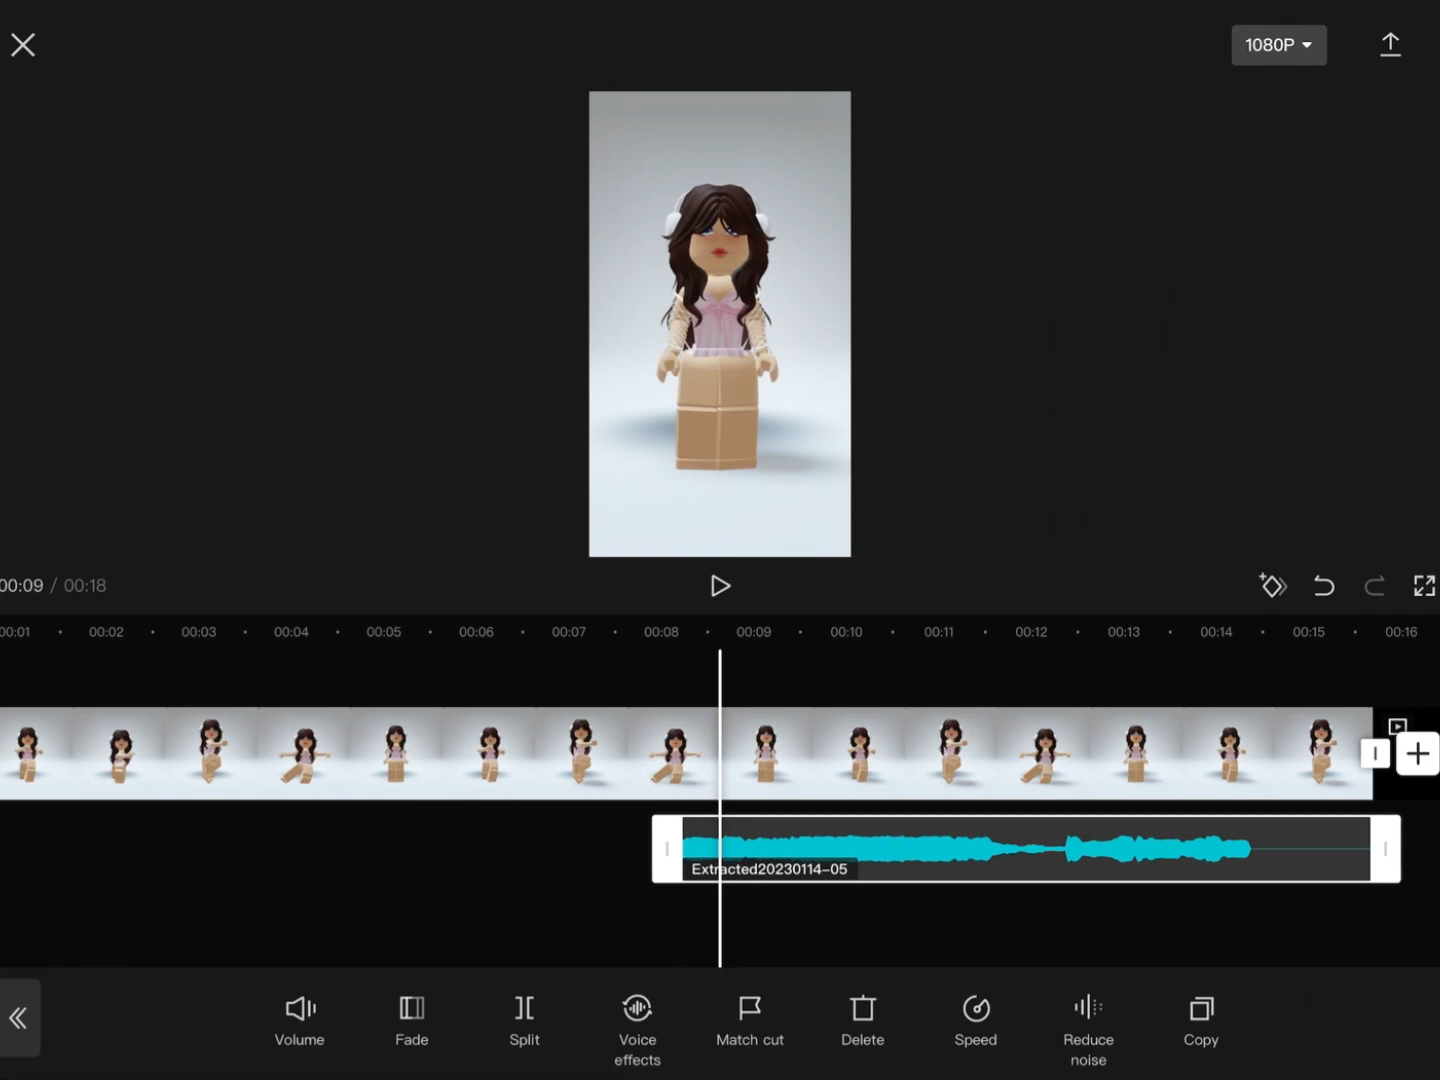 1080P
00:09 / 00:18
00:01 00:02 00:03 00:04 00:05 00:06 00:07 00:08 00:09 00:10 00:11 00:12 00:13 00:14 00:15 00:16
Extracted20230114-05
Volume
Fade
Split
Voice
effects
Match cut
Delete
Speed
Reduce
noise
Copy